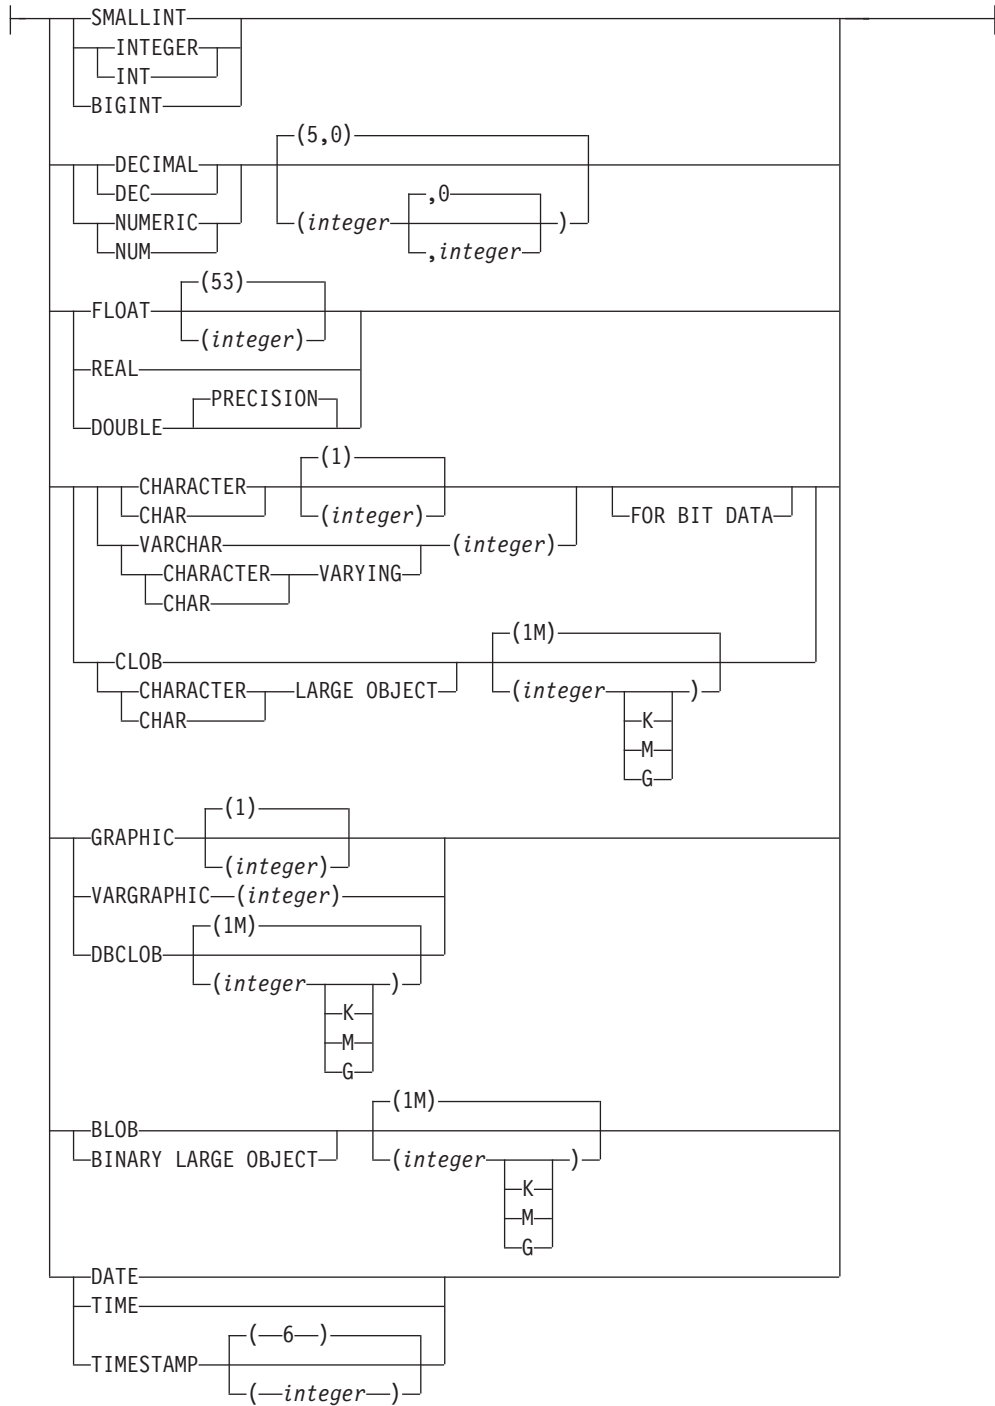 SMALLINT
INTEGER
INT
BIGINT
(5,0)
DECIMAL
DEC
,0
NUMERIC
(integer
)
NUM
,integer
(53)
FLOAT
(integer)
REAL
PRECISION
DOUBLE
(1)
CHARACTER
CHAR
(integer)
FOR BIT DATA
VARCHAR
(integer)
CHARACTER
VARYING
CHAR
(1M)
CLOB
CHARACTER
LARGE OBJECT
(integer
)
CHAR
K
M
G
(1)
GRAPHIC
(integer)
VARGRAPHIC
(integer)
(1M)
DBCLOB
(integer
)
K
M
G
(1M)
BLOB
BINARY LARGE OBJECT
(integer
)
K
M
G
DATE
TIME
( 6 )
TIMESTAMP
( integer )